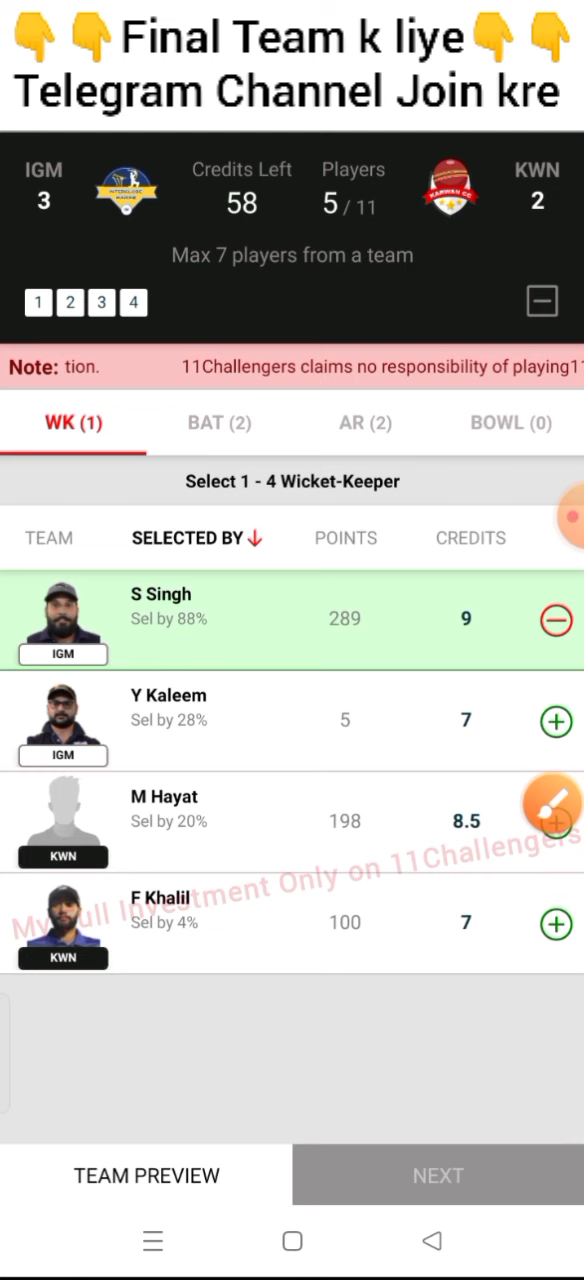 👇👇Final Team k liye👇👇
Telegram Channel Join kre
IGM Credits Left Players KWN
3 58 5 / 11 2
Max 7 players from a team
1 2 3 4
Note: tion. 11Challengers claims no responsibility of playing1
WK (1) BAT (2) AR (2) BOWL (0)
Select 1 - 4 Wicket-Keeper
TEAM SELECTED BY POINTS CREDITS
S Singh
Sel by 88% 289 9
IGM
Y Kaleem
Sel by 28% 5 7
IGM
M Hayat
Sel by 20% 198 8.5
KWN
My Full Investment Only on 11Challengers
F Khalil
Sel by 4% 100 7
KWN
TEAM PREVIEW NEXT